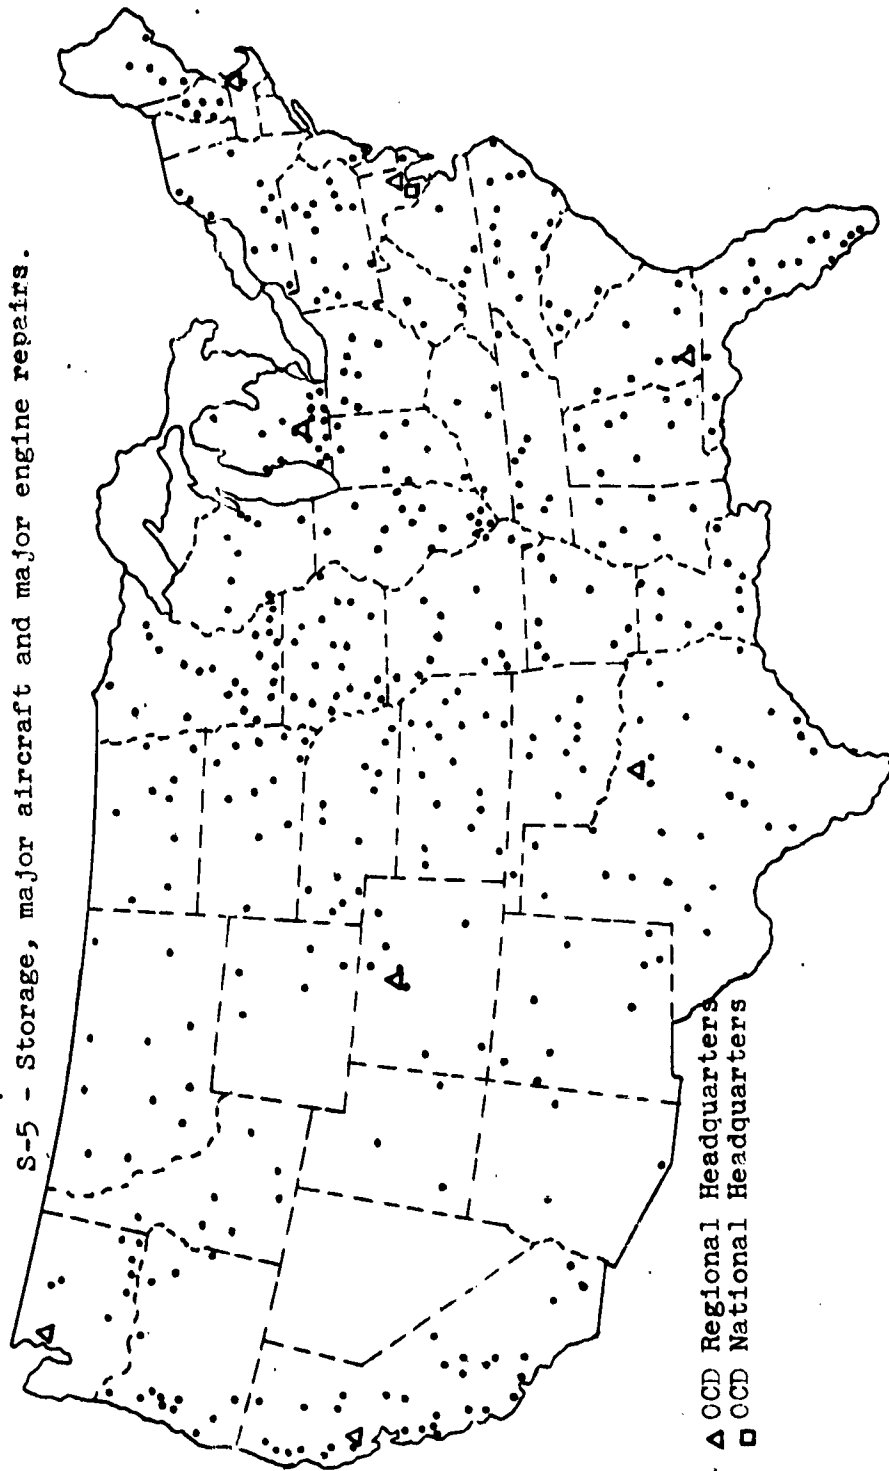 S-5 - Storage, major aircraft and major engine repairs.
OCD Regional Headquarters
OCD National Headquarters